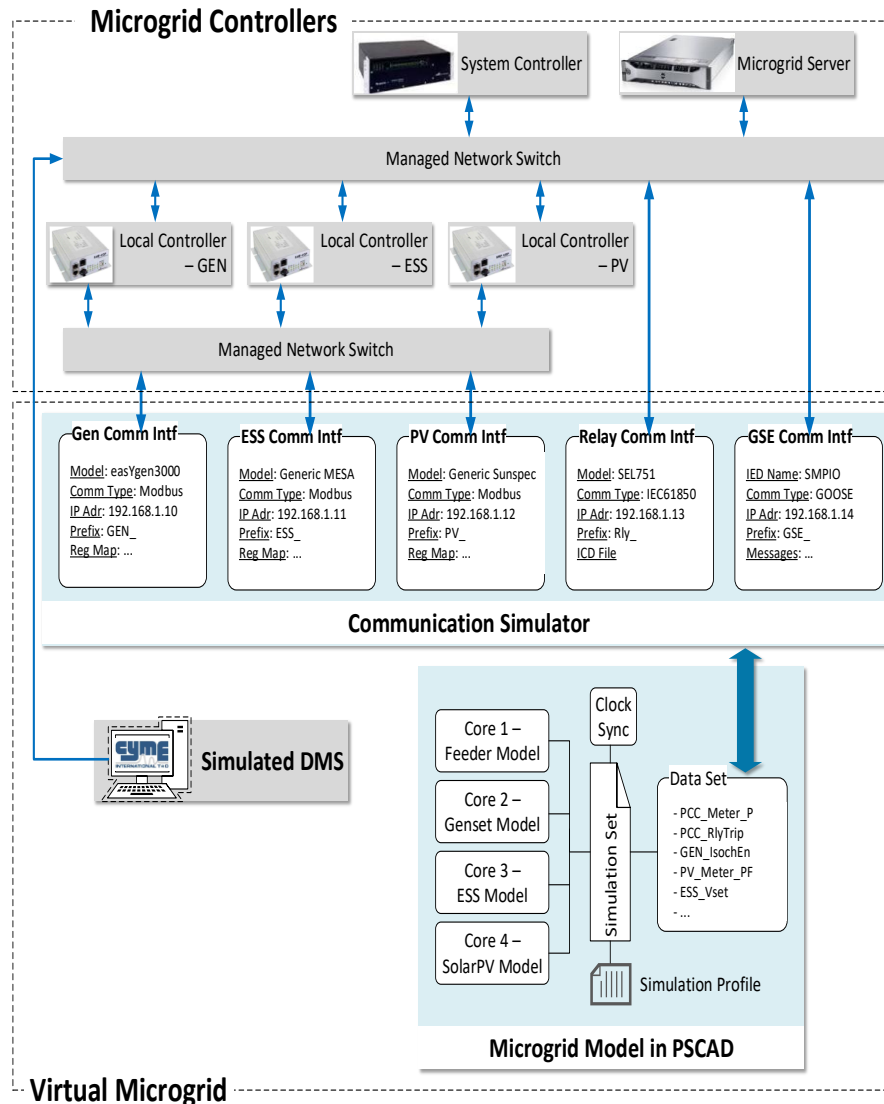 Microgrid Controllers
System Controller
Microgrid Server
Managed Network Switch
Local Controller
– GEN
Local Controller
– ESS
Local Controller
– PV
Managed Network Switch
Gen Comm Intf
Model: easYgen3000
Comm Type: Modbus
IP Adr: 192.168.1.10
Prefix: GEN_
Reg Map: ...
ESS Comm Intf
Model: Generic MESA
Comm Type: Modbus
IP Adr: 192.168.1.11
Prefix: ESS_
Reg Map: ...
PV Comm Intf
Model: Generic Sunspec
Comm Type: Modbus
IP Adr: 192.168.1.12
Prefix: PV_
Reg Map: ...
Relay Comm Intf
Model: SEL751
Comm Type: IEC61850
IP Adr: 192.168.1.13
Prefix: Rly_
ICD File
GSE Comm Intf
IED Name: SMPIO
Comm Type: GOOSE
IP Adr: 192.168.1.14
Prefix: GSE_
Messages: ...
Communication Simulator
CYME
INTERNATIONAL T&D
Simulated DMS
Clock
Sync
Core 1 –
Feeder Model
Core 2 –
Genset Model
Core 3 –
ESS Model
Core 4 –
SolarPV Model
Simulation Set
Data Set
- PCC_Meter_P
- PCC_RlyTrip
- GEN_IsochEn
- PV_Meter_PF
- ESS_Vset
- ...
Simulation Profile
Microgrid Model in PSCAD
Virtual Microgrid